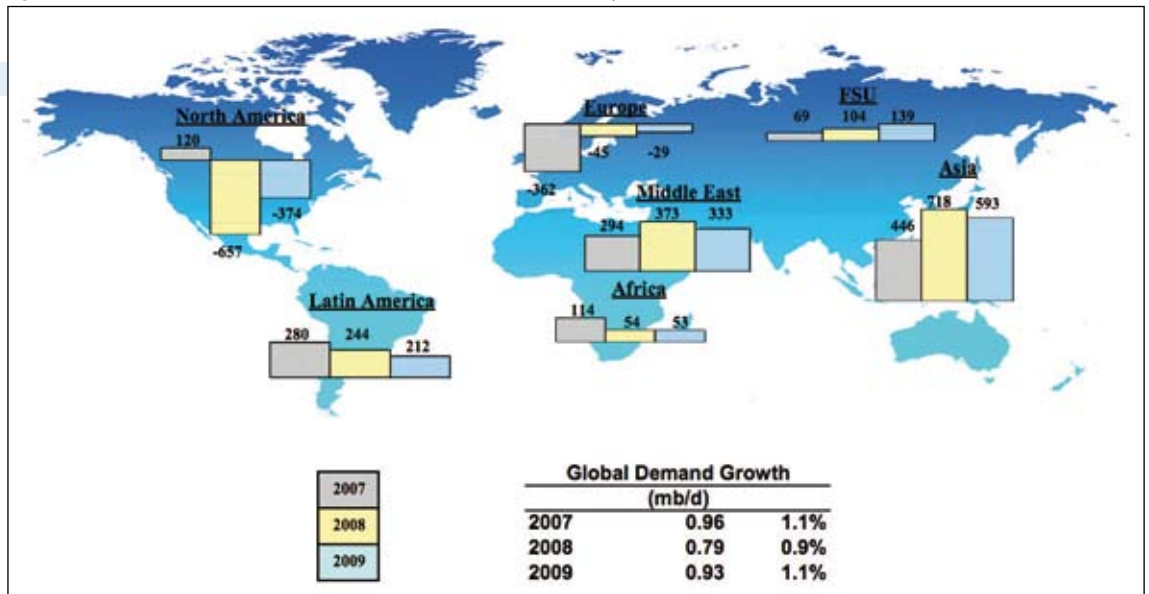 North America
120
-374
-657
Europe
-45
-29
-362
FSU
69 104 139
Asia
446 718 593
Middle East
294 373 333
Africa
114 54 53
Latin America
280 244 212
2007
2008
2009
Global Demand Growth
(mb/d)
2007 0.96 1.1%
2008 0.79 0.9%
2009 0.93 1.1%